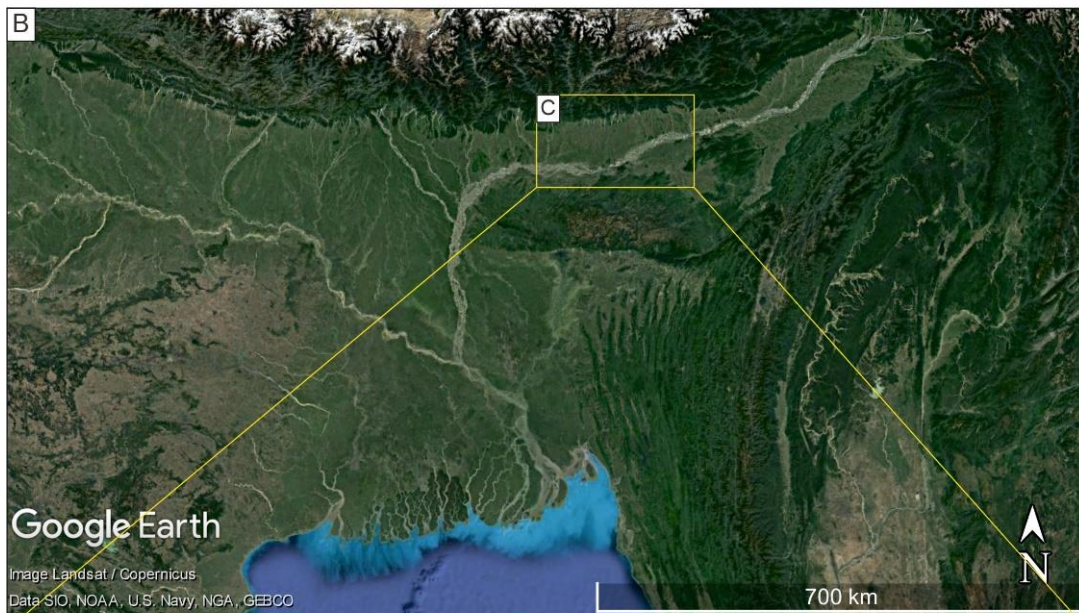 B
C
Google Earth
Image Landsat / Copernicus
Data SIO, NOAA, U.S. Navy, NGA, GEBCO
N
700 km